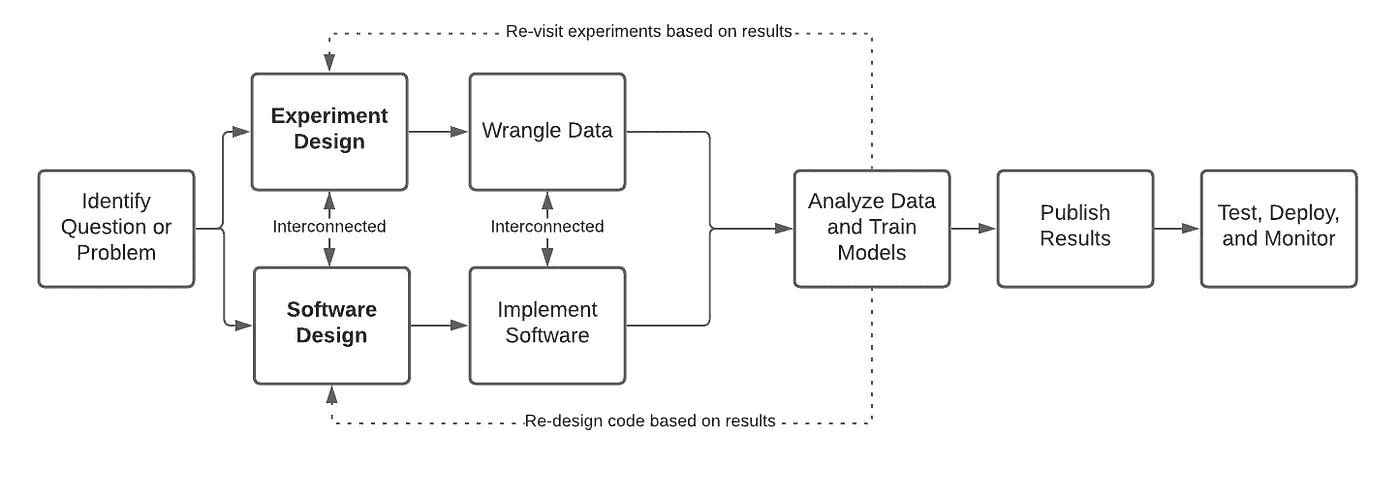 Re-visit experiments based on results
Experiment
Design
Wrangle Data
Identify
Question or
Problem
Interconnected
Interconnected
Analyze Data
and Train
Models
Publish
Results
Test, Deploy,
and Monitor
Software
Design
Implement
Software
Re-design code based on results